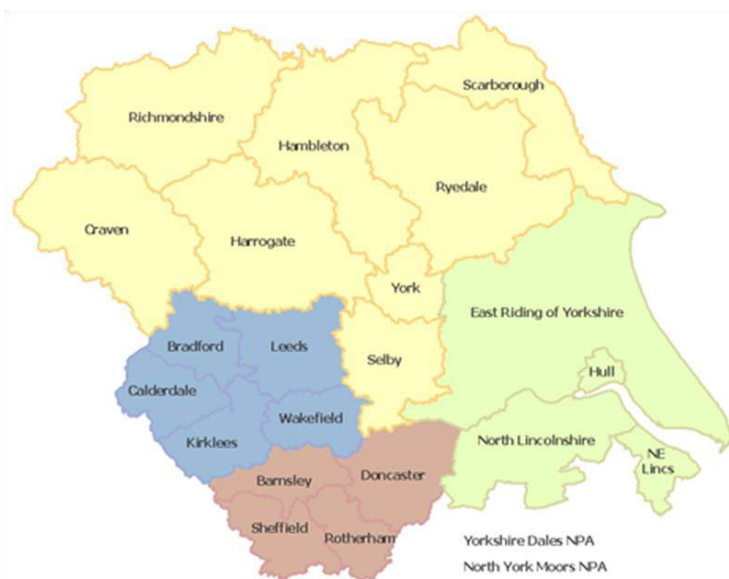 Scarborough
Richmondshire
Hambleton
Ryedale
Craven
Harrogate
York
East Riding of Yorkshire
Bradford
Leeds
Selby
Hull
Calderdale
Wakefield
Kirklees
North Lincolnshire
NE
Lincs
Doncaster
Barnsley
Sheffield
Rotherham
Yorkshire Dales NPA
North York Moors NPA